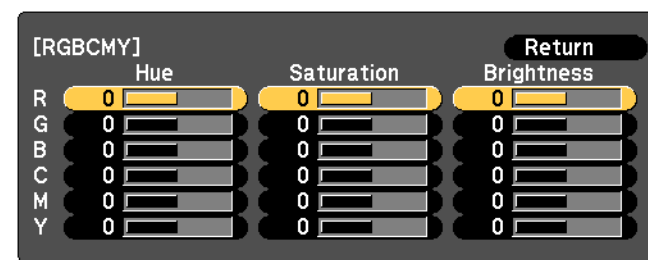 [RGBCMY] Return
Hue Saturation Brightness
R 0 0 0
G 0 0 0
B 0 0 0
C 0 0 0
M 0 0 0
Y 0 0 0